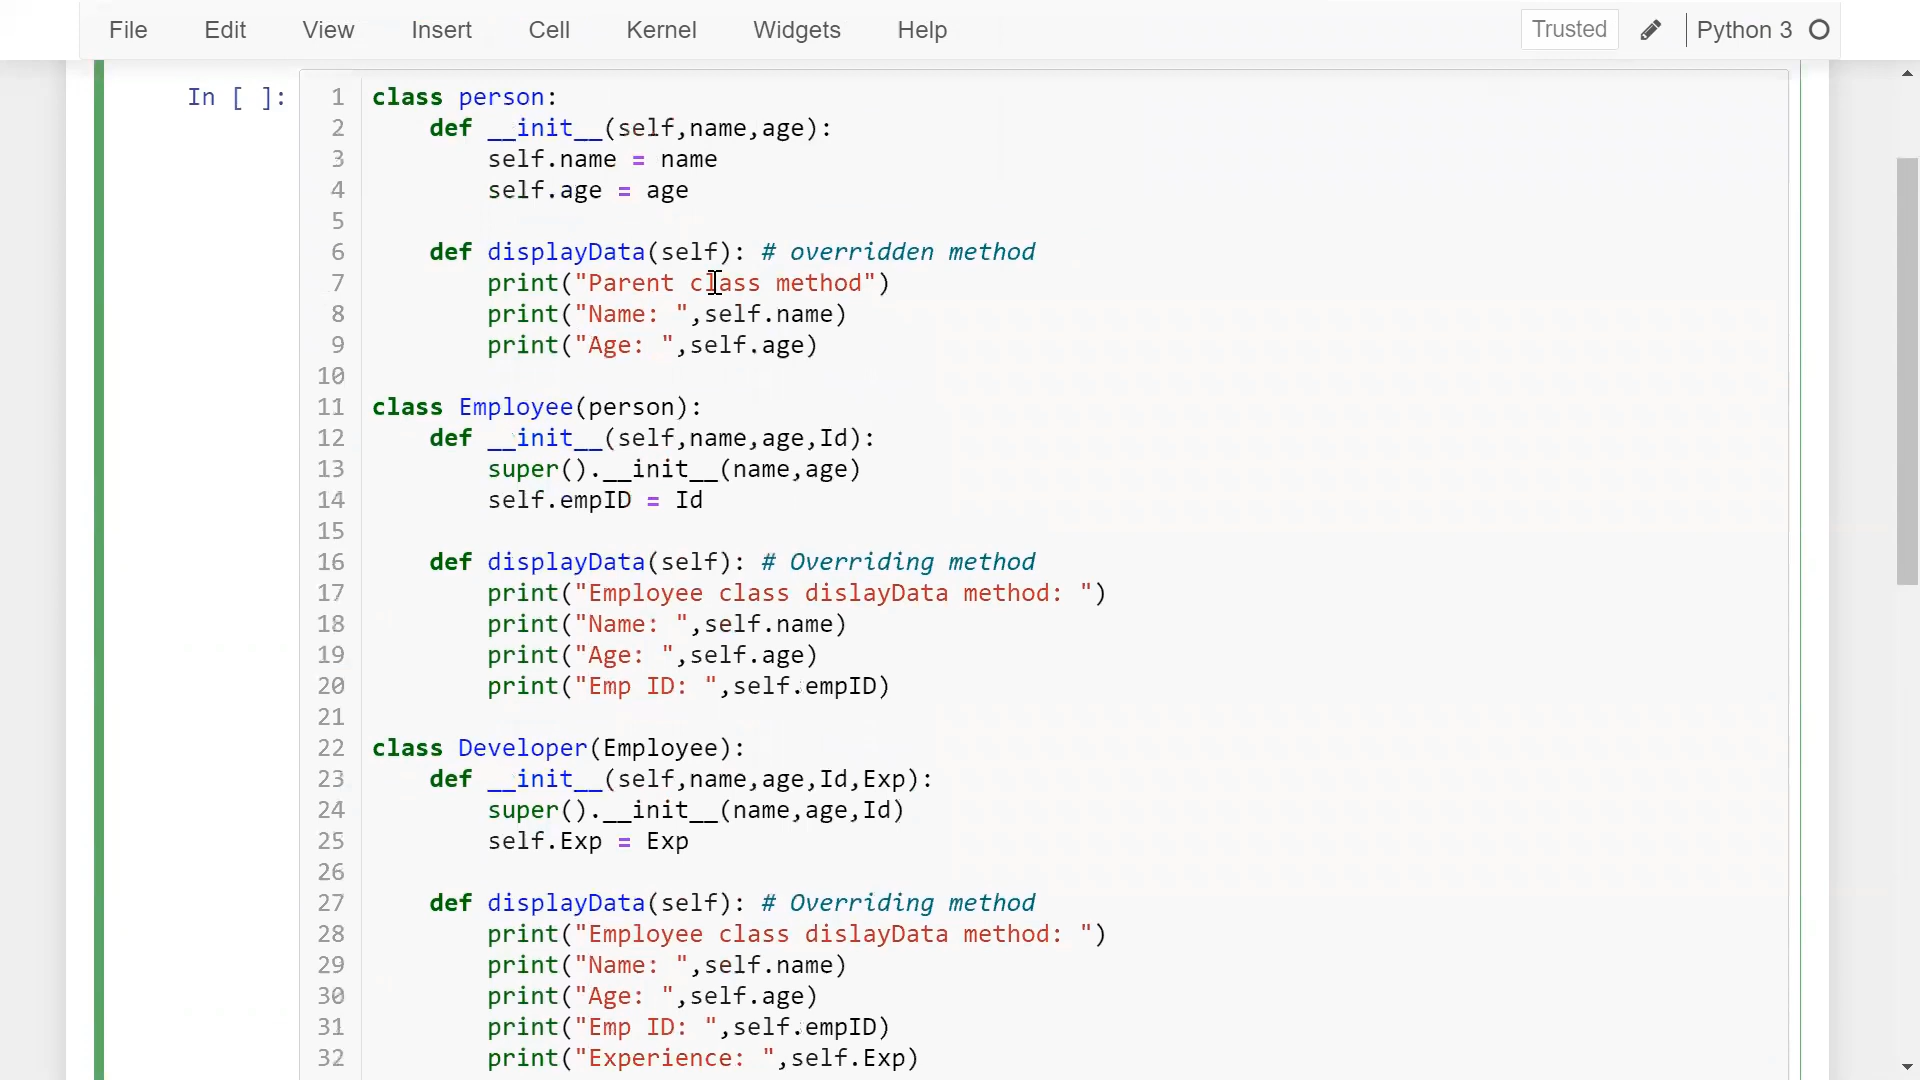 File Edit View Insert Cell Kernel Widgets Help Trusted Python 3
In [ ]:
1 class person:
2     def __init__(self,name,age):
3         self.name = name
4         self.age = age
5
6     def displayData(self): # overridden method
7         print("Parent class method")
8         print("Name: ",self.name)
9         print("Age: ",self.age)
10
11 class Employee(person):
12     def __init__(self,name,age,Id):
13         super().__init__(name,age)
14         self.empID = Id
15
16     def displayData(self): # Overriding method
17         print("Employee class dislayData method: ")
18         print("Name: ",self.name)
19         print("Age: ",self.age)
20         print("Emp ID: ",self.empID)
21
22 class Developer(Employee):
23     def __init__(self,name,age,Id,Exp):
24         super().__init__(name,age,Id)
25         self.Exp = Exp
26
27     def displayData(self): # Overriding method
28         print("Employee class dislayData method: ")
29         print("Name: ",self.name)
30         print("Age: ",self.age)
31         print("Emp ID: ",self.empID)
32         print("Experience: ",self.Exp)